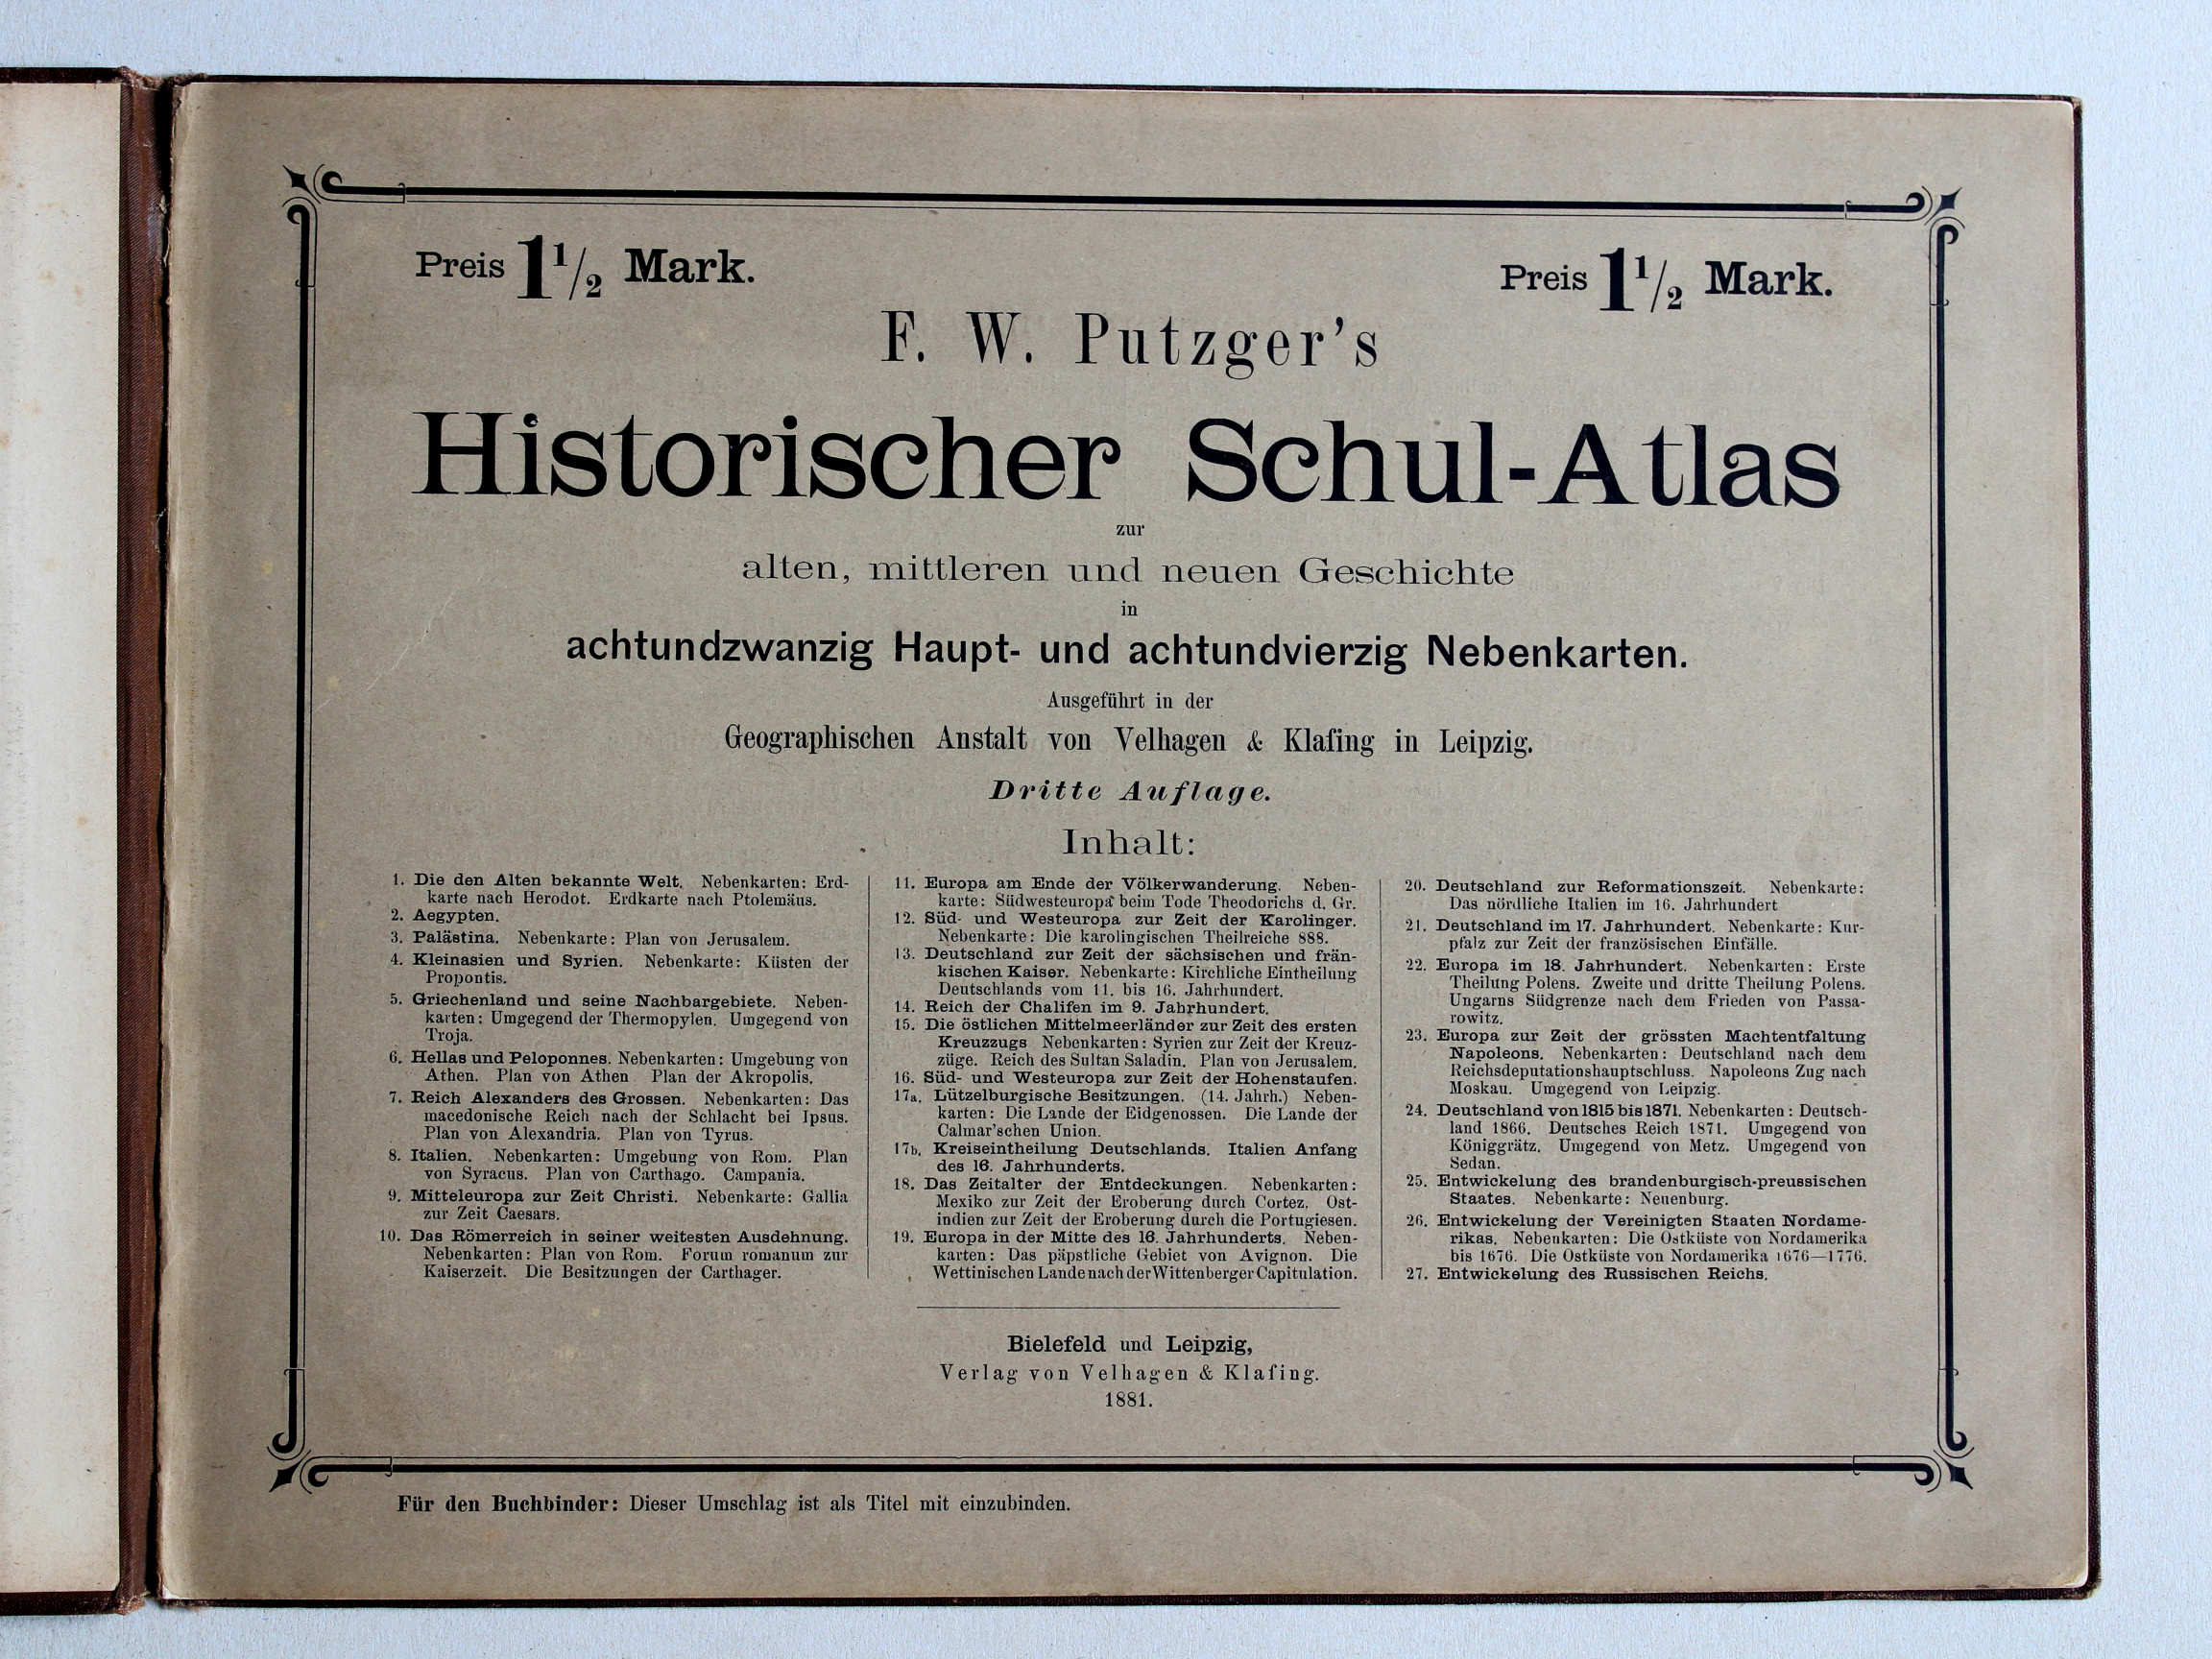 Preis 1 1/2 Mark.
Preis 1 1/2 Mark.
F. W. Putzger's
Historischer Schul-Atlas
zur
alten, mittleren und neuen Geschichte
in
achtundzwanzig Haupt- und achtundvierzig Nebenkarten.
Ausgeführt in der
Geographischen Anstalt von Velhagen & Klasing in Leipzig.
Dritte Auflage.
Inhalt:
1. Die den Alten bekannte Welt. Nebenkarten: Erd-
karte nach Herodot. Erdkarte nach Ptolemäus.
2. Aegypten.
3. Palästina. Nebenkarte: Plan von Jerusalem.
4. Kleinasien und Syrien. Nebenkarte: Küsten der
Propontis.
5. Griechenland und seine Nachbargebiete. Neben-
karten: Umgegend der Thermopylen. Umgegend von
Troja.
6. Hellas und Peloponnes. Nebenkarten: Umgebung von
Athen. Plan von Athen Plan der Akropolis.
7. Reich Alexanders des Grossen. Nebenkarten: Das
macedonische Reich nach der Schlacht bei Ipsus.
Plan von Alexandria. Plan von Tyrus.
8. Italien. Nebenkarten: Umgebung von Rom. Plan
von Syracus. Plan von Carthago. Campania.
9. Mitteleuropa zur Zeit Christi. Nebenkarte: Gallia
zur Zeit Caesars.
10. Das Römerreich in seiner weitesten Ausdehnung.
Nebenkarten: Plan von Rom. Forum romanum zur
Kaiserzeit. Die Besitzungen der Carthager.
11. Europa am Ende der Völkerwanderung. Neben-
karte: Südwesteuropa beim Tode Theodorichs d. Gr.
12. Süd- und Westeuropa zur Zeit der Karolinger.
Nebenkarte: Die karolingischen Theilreiche 888.
13. Deutschland zur Zeit der sächsischen und frän-
kischen Kaiser. Nebenkarte: Kirchliche Eintheilung
Deutschlands vom 11. bis 16. Jahrhundert.
14. Reich der Chalifen im 9. Jahrhundert.
15. Die östlichen Mittelmeerländer zur Zeit des ersten
Kreuzzugs Nebenkarten: Syrien zur Zeit der Kreuz-
züge. Reich des Sultan Saladin. Plan von Jerusalem.
16. Süd- und Westeuropa zur Zeit der Hohenstaufen.
17a. Lützelburgische Besitzungen. (14. Jahrh.) Neben-
karten: Die Lande der Eidgenossen. Die Lande der
Calmar'schen Union.
17b. Kreiseintheilung Deutschlands. Italien Anfang
des 16. Jahrhunderts.
18. Das Zeitalter der Entdeckungen. Nebenkarten:
Mexiko zur Zeit der Eroberung durch Cortez. Ost-
indien zur Zeit der Eroberung durch die Portugiesen.
19. Europa in der Mitte des 16. Jahrhunderts. Neben-
karten: Das päpstliche Gebiet von Avignon. Die
Wettinischen Lande nach der Wittenberger Capitulation.
20. Deutschland zur Reformationszeit. Nebenkarte:
Das nördliche Italien im 16. Jahrhundert
21. Deutschland im 17. Jahrhundert. Nebenkarte: Kur-
pfalz zur Zeit der französischen Einfälle.
22. Europa im 18. Jahrhundert. Nebenkarten: Erste
Theilung Polens. Zweite und dritte Theilung Polens.
Ungarns Südgrenze nach dem Frieden von Passa-
rowitz.
23. Europa zur Zeit der grössten Machtentfaltung
Napoleons. Nebenkarten: Deutschland nach dem
Reichsdeputationshauptschluss. Napoleons Zug nach
Moskau. Umgegend von Leipzig.
24. Deutschland von 1815 bis 1871. Nebenkarten: Deutsch-
land 1866. Deutsches Reich 1871. Umgegend von
Königgrätz. Umgegend von Metz. Umgegend von
Sedan.
25. Entwickelung des brandenburgisch-preussischen
Staates. Nebenkarte: Neuenburg.
26. Entwickelung der Vereinigten Staaten Nordame-
rikas. Nebenkarten: Die Ostküste von Nordamerika
bis 1676. Die Ostküste von Nordamerika 1676—1776.
27. Entwickelung des Russischen Reichs.
Bielefeld und Leipzig,
Verlag von Velhagen & Klasing.
1881.
Für den Buchbinder: Dieser Umschlag ist als Titel mit einzubinden.